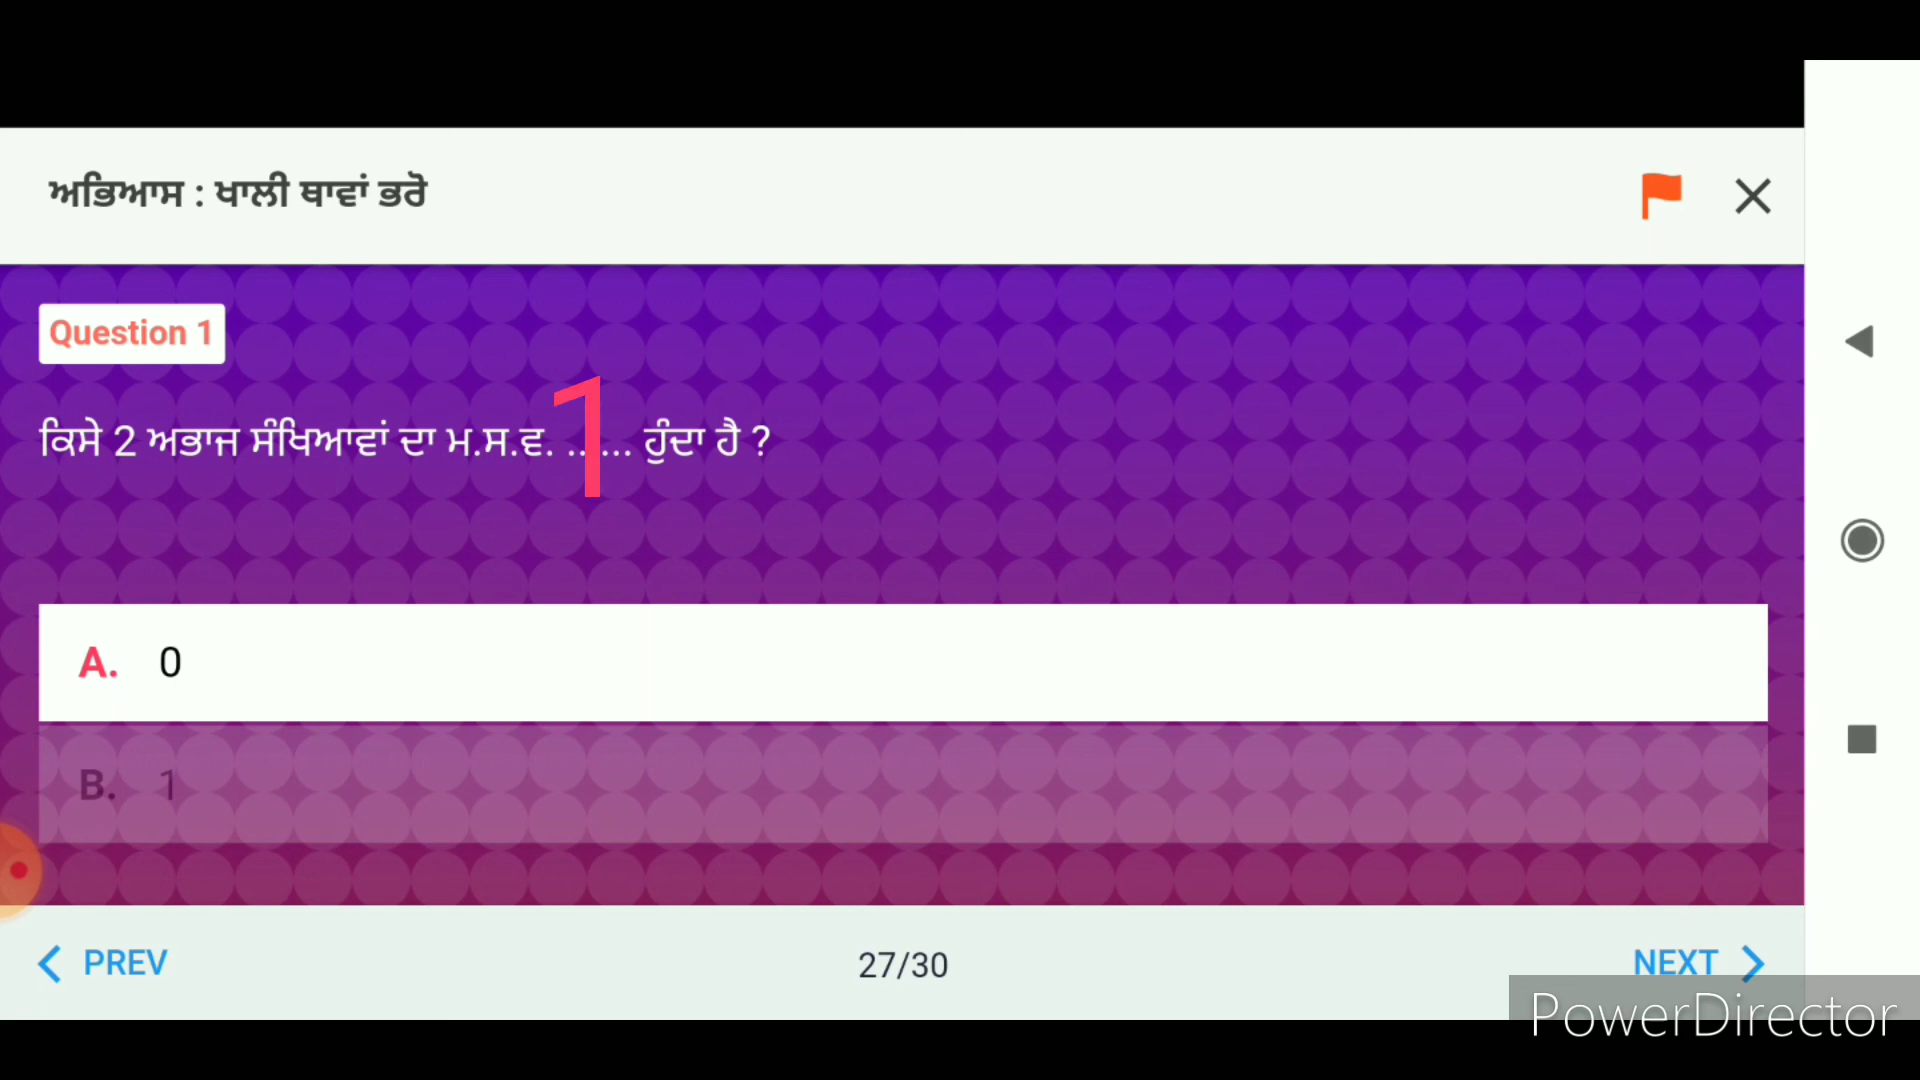 ਅਭਿਆਸ : ਖਾਲੀ ਥਾਵਾਂ ਭਰੋ
Question 1
ਕਿਸੇ 2 ਅਭਾਜ ਸੰਖਿਆਵਾਂ ਦਾ ਮ.ਸ.ਵ. ...... ਹੁੰਦਾ ਹੈ ?
1
A. 0
B. 1
PREV 27/30 NEXT
PowerDirector